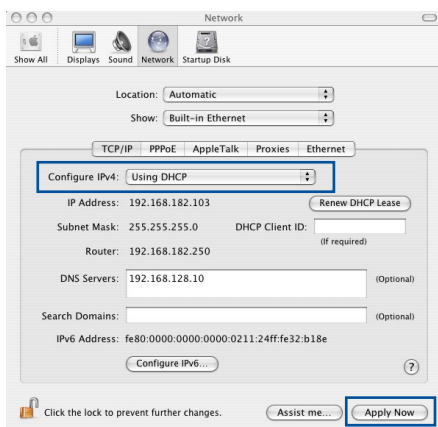 Network
Show All Displays Sound Network Startup Disk
Location: Automatic
Show: Built-in Ethernet
TCP/IP PPPoE AppleTalk Proxies Ethernet
Configure IPv4: Using DHCP
IP Address: 192.168.182.103 Renew DHCP Lease
Subnet Mask: 255.255.255.0 DHCP Client ID:
(If required)
Router: 192.168.182.250
DNS Servers: 192.168.128.10 (Optional)
Search Domains: (Optional)
IPv6 Address: fe80:0000:0000:0000:0211:24ff:fe32:b18e
Configure IPv6... ?
Click the lock to prevent further changes. Assist me... Apply Now